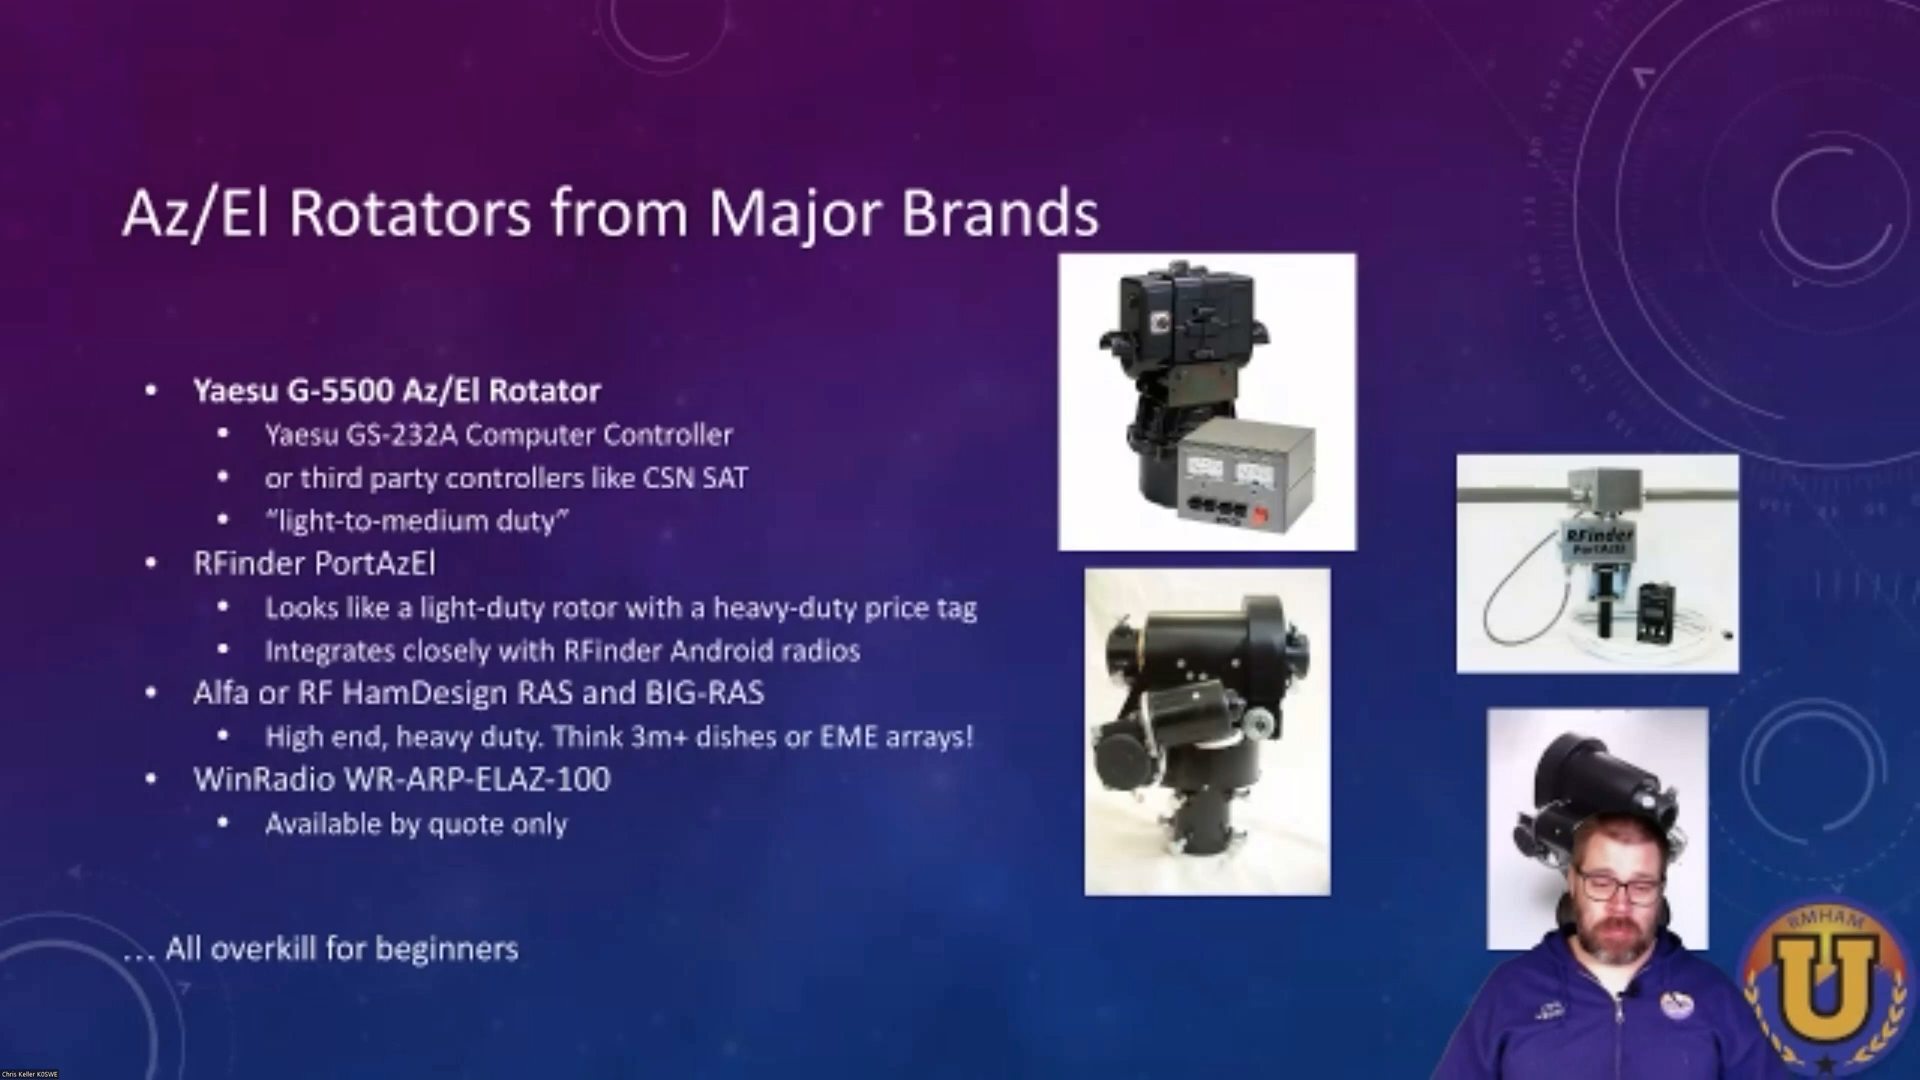 Az/El Rotators from Major Brands
• Yaesu G-5500 Az/El Rotator
• Yaesu GS-232A Computer Controller
• or third party controllers like CSN SAT
• “light-to-medium duty”
• RFinder PortAzEl
• Looks like a light-duty rotor with a heavy-duty price tag
• Integrates closely with RFinder Android radios
• Alfa or RF HamDesign RAS and BIG-RAS
• High end, heavy duty. Think 3m+ dishes or EME arrays!
• WinRadio WR-ARP-ELAZ-100
• Available by quote only
... All overkill for beginners
RFinder
PortAzEl
RMHAM
U
Chris Keller K0SWE